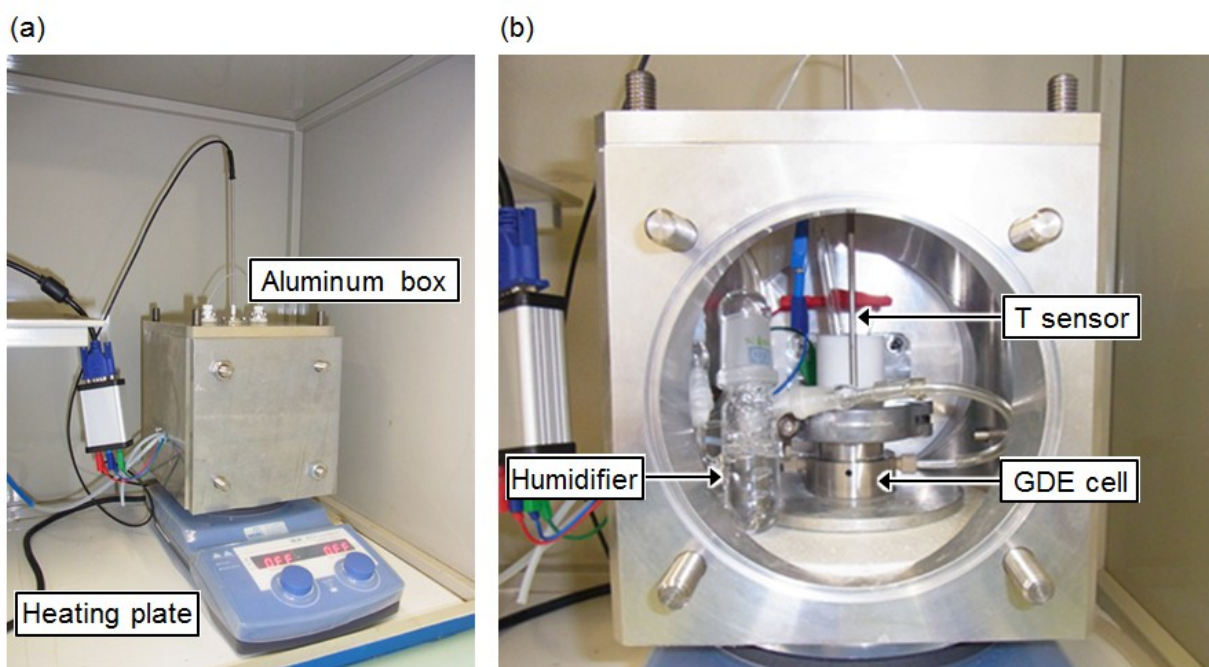 (a)
(b)
Aluminum box
T sensor
Humidifier
GDE cell
OFF OFF
Heating plate